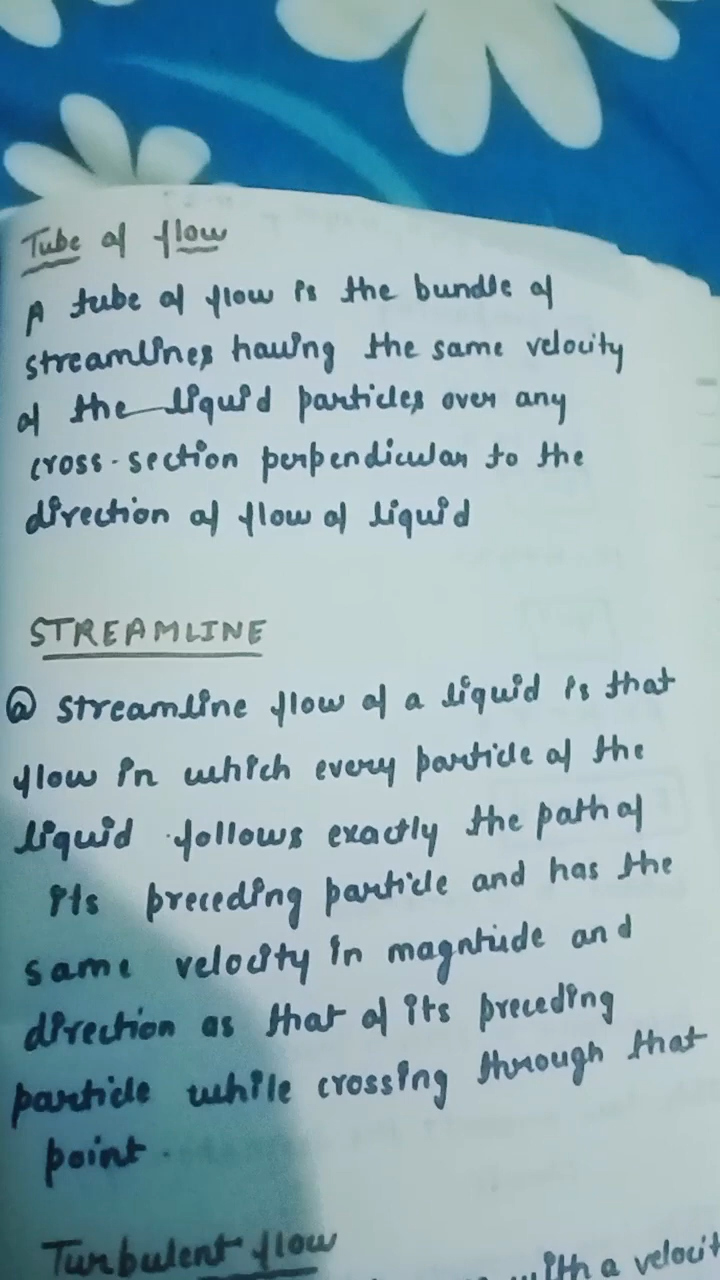 Tube of flow
A tube of flow is the bundle of
streamlines having the same velocity
of the liquid particles over any
cross-section perpendicular to the
direction of flow of liquid
STREAMLINE
@ streamline flow of a liquid is that
flow in which every particle of the
liquid follows exactly the path of
its preceding particle and has the
same velocity in magntiude and
direction as that of its preceding
particle while crossing through that
point.
Turbulent flow
with a velocit